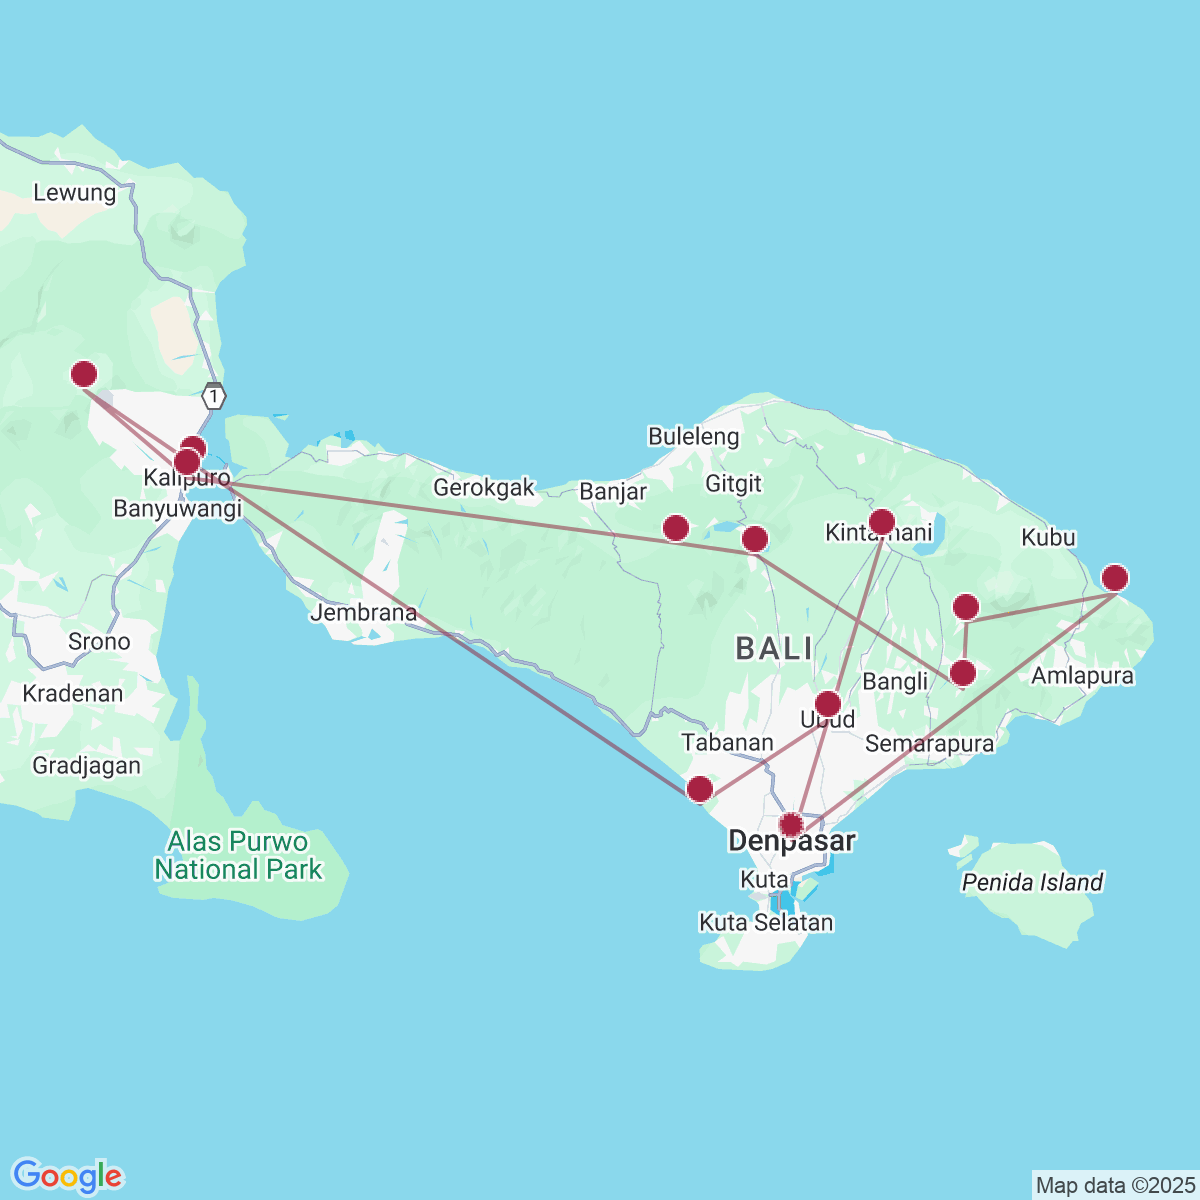 Lewung
1
Buleleng
Kalipuro
Gerokgak
Gitgit
Banjar
Banyuwangi
Kintamani
Kubu
Jembrana
Srono
BALI
Bangli
Amlapura
Kradenan
Ubud
Tabanan
Semarapura
Gradjagan
Alas Purwo
National Park
Denpasar
Kuta
Penida Island
Kuta Selatan
Google
Map data ©2025